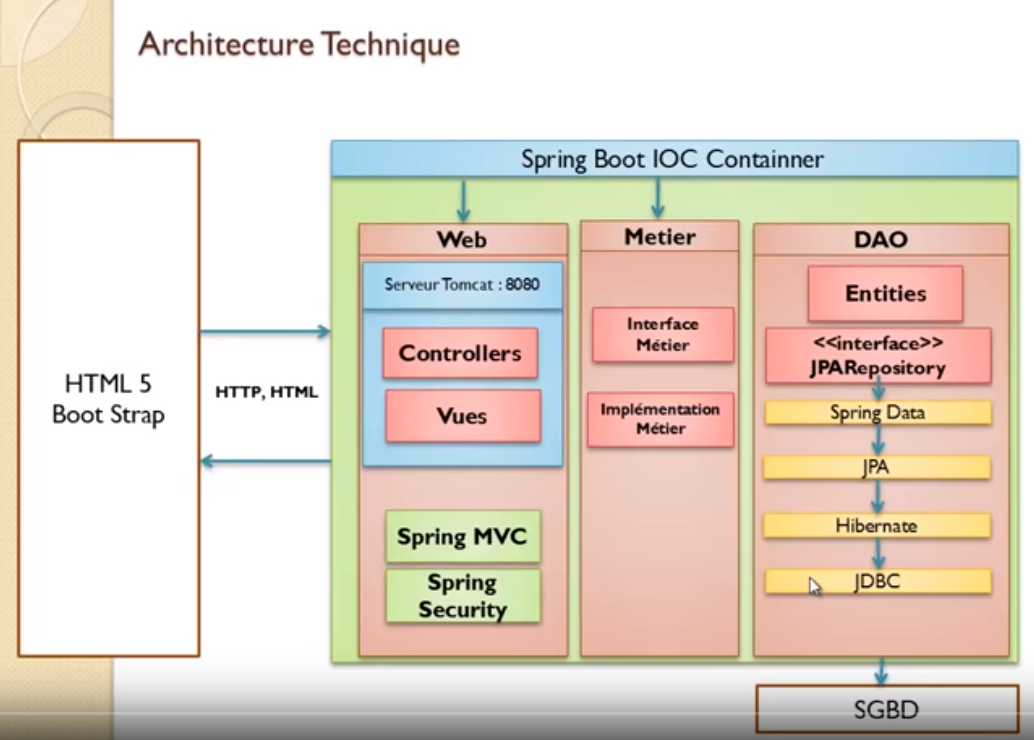 Architecture Technique
Spring Boot IOC Containner
HTML 5
Boot Strap
HTTP, HTML
Web
Serveur Tomcat : 8080
Controllers
Vues
Spring MVC
Spring
Security
Metier
Interface
Métier
Implémentation
Métier
DAO
Entities
<<interface>>
JPARepository
Spring Data
JPA
Hibernate
JDBC
SGBD